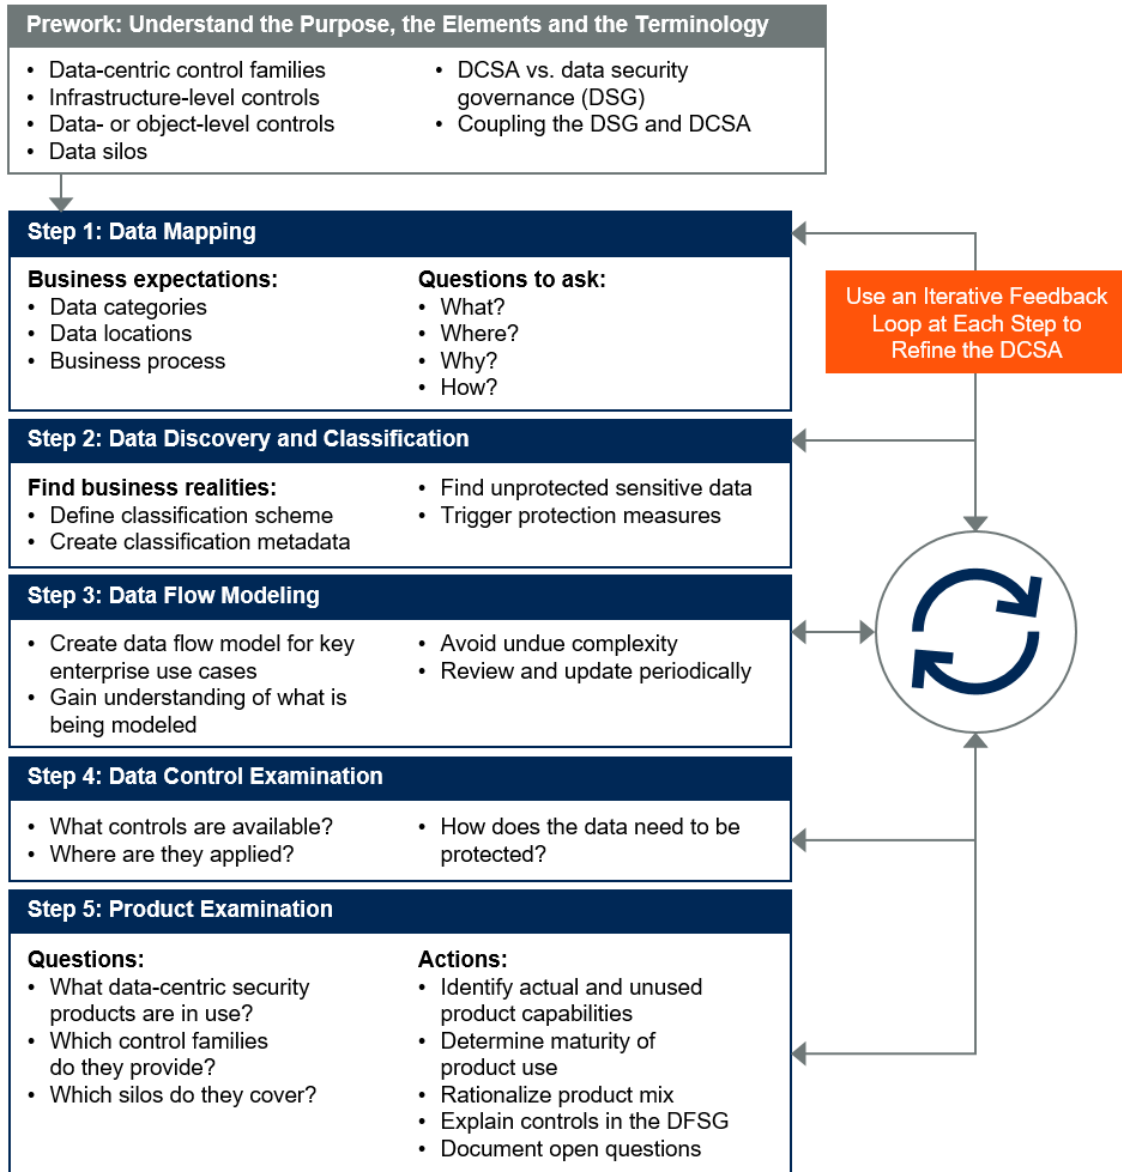 Prework: Understand the Purpose, the Elements and the Terminology
• Data-centric control families
• Infrastructure-level controls
• Data- or object-level controls
• Data silos
• DCSA vs. data security
governance (DSG)
• Coupling the DSG and DCSA
Step 1: Data Mapping
Business expectations:
• Data categories
• Data locations
• Business process
Questions to ask:
• What?
• Where?
• Why?
• How?
Use an Iterative Feedback
Loop at Each Step to
Refine the DCSA
Step 2: Data Discovery and Classification
Find business realities:
• Define classification scheme
• Create classification metadata
• Find unprotected sensitive data
• Trigger protection measures
Step 3: Data Flow Modeling
• Create data flow model for key
enterprise use cases
• Gain understanding of what is
being modeled
• Avoid undue complexity
• Review and update periodically
Step 4: Data Control Examination
• What controls are available?
• Where are they applied?
• How does the data need to be
protected?
Step 5: Product Examination
Questions:
• What data-centric security
products are in use?
• Which control families
do they provide?
• Which silos do they cover?
Actions:
• Identify actual and unused
product capabilities
• Determine maturity of
product use
• Rationalize product mix
• Explain controls in the DFSG
• Document open questions